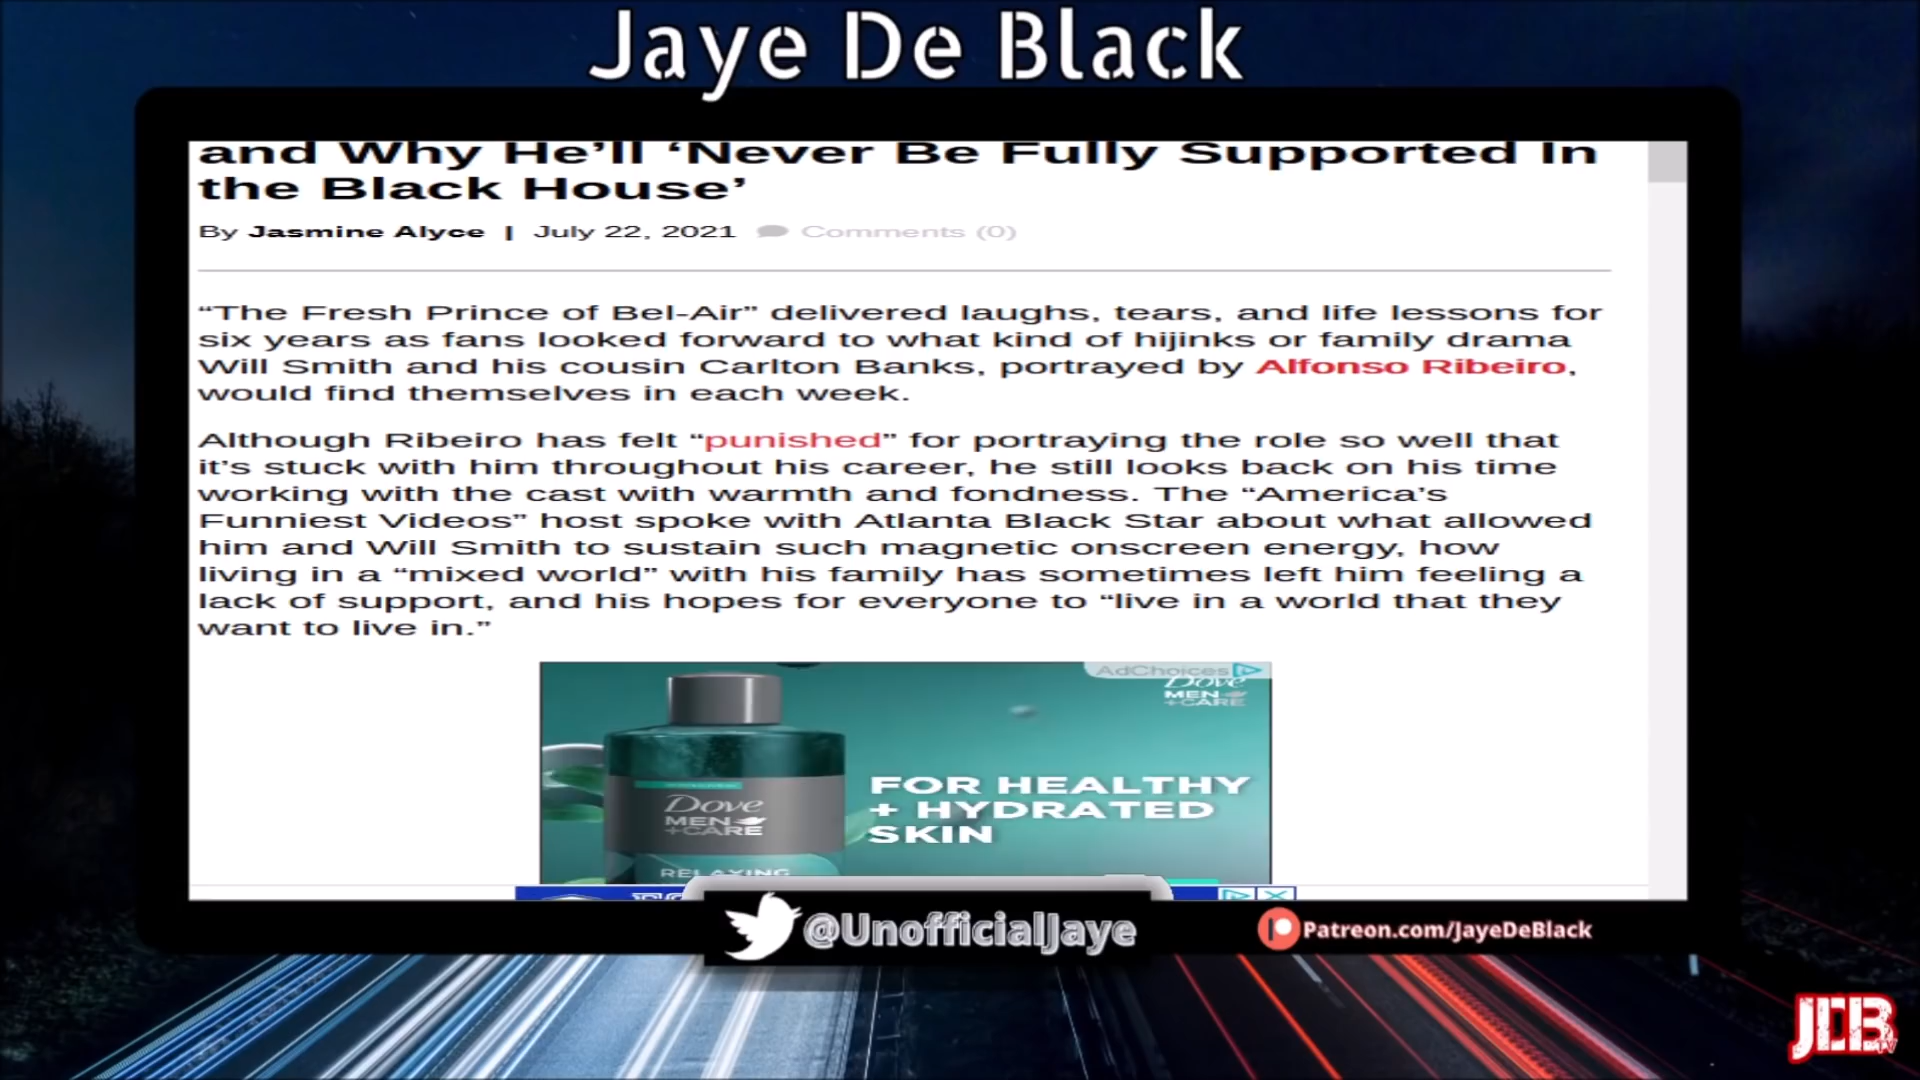 Jaye De Black
and Why He’ll ‘Never Be Fully Supported In
the Black House’
By Jasmine Alyce | July 22, 2021 Comments (0)
“The Fresh Prince of Bel-Air” delivered laughs, tears, and life lessons for
six years as fans looked forward to what kind of hijinks or family drama
Will Smith and his cousin Carlton Banks, portrayed by Alfonso Ribeiro,
would find themselves in each week.
Although Ribeiro has felt “punished” for portraying the role so well that
it’s stuck with him throughout his career, he still looks back on his time
working with the cast with warmth and fondness. The “America’s
Funniest Videos” host spoke with Atlanta Black Star about what allowed
him and Will Smith to sustain such magnetic onscreen energy, how
living in a “mixed world” with his family has sometimes left him feeling a
lack of support, and his hopes for everyone to “live in a world that they
want to live in.”
AdChoices
Dove
MEN
+CARE
FOR HEALTHY
+ HYDRATED
SKIN
Dove
MEN
+CARE
RELAXING
@UnofficialJaye
Patreon.com/JayeDeBlack
JDB
TV